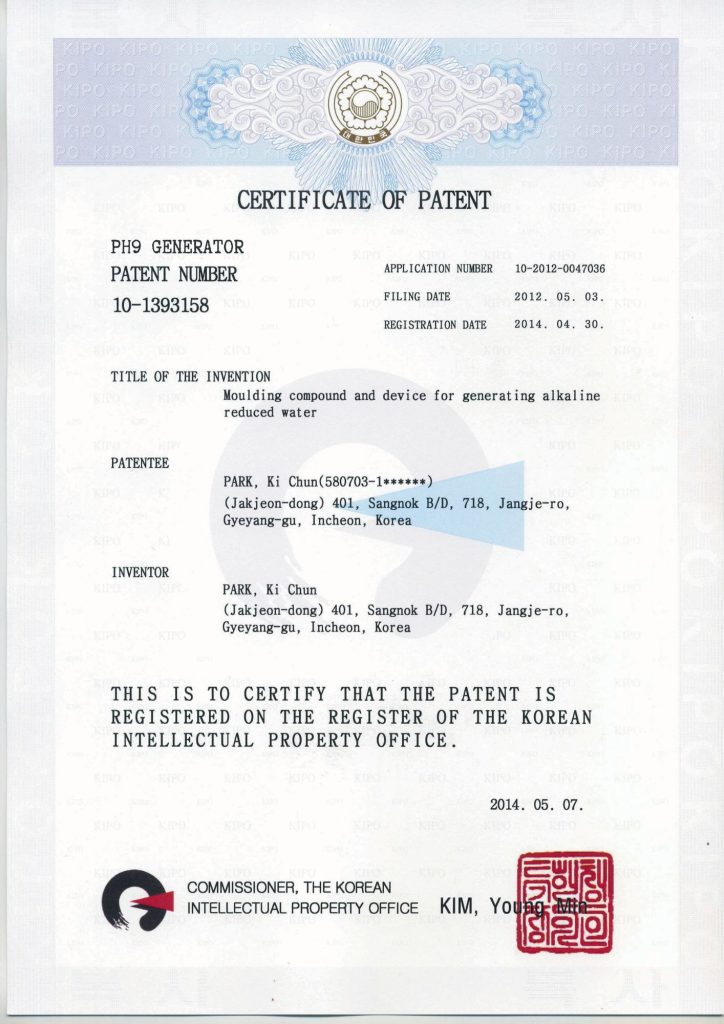 대한민국
CERTIFICATE OF PATENT
PH9 GENERATOR
PATENT NUMBER
10-1393158
APPLICATION NUMBER 10-2012-0047036
FILING DATE 2012. 05. 03.
REGISTRATION DATE 2014. 04. 30.
TITLE OF THE INVENTION
Moulding compound and device for generating alkaline
reduced water
PATENTEE
PARK, Ki Chun(580703-1******)
(Jakjeon-dong) 401, Sangnok B/D, 718, Jangje-ro,
Gyeyang-gu, Incheon, Korea
INVENTOR
PARK, Ki Chun
(Jakjeon-dong) 401, Sangnok B/D, 718, Jangje-ro,
Gyeyang-gu, Incheon, Korea
THIS IS TO CERTIFY THAT THE PATENT IS
REGISTERED ON THE REGISTER OF THE KOREAN
INTELLECTUAL PROPERTY OFFICE.
2014. 05. 07.
COMMISSIONER, THE KOREAN
INTELLECTUAL PROPERTY OFFICE KIM, Young Min